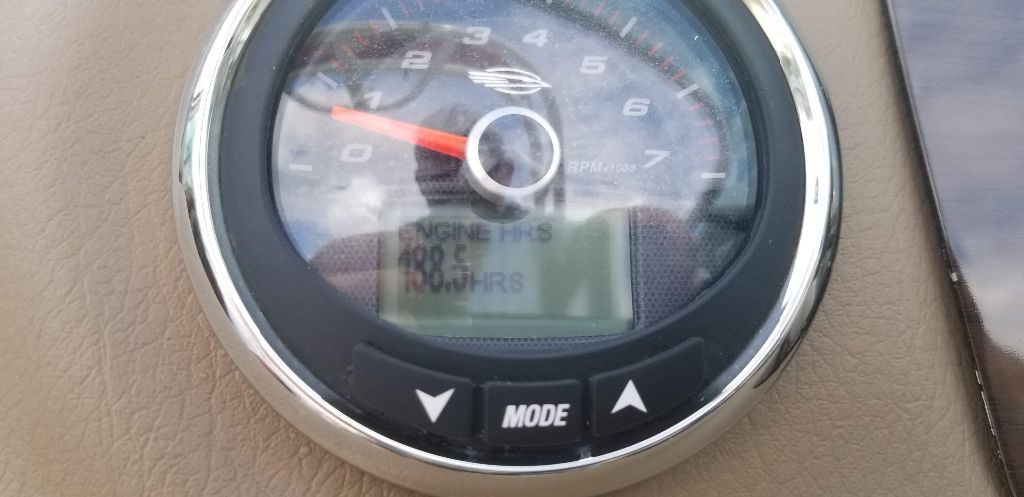 0 1 2 3 4 5 6 7
RPM x1000
ENGINE HRS
188.5 HRS
MODE